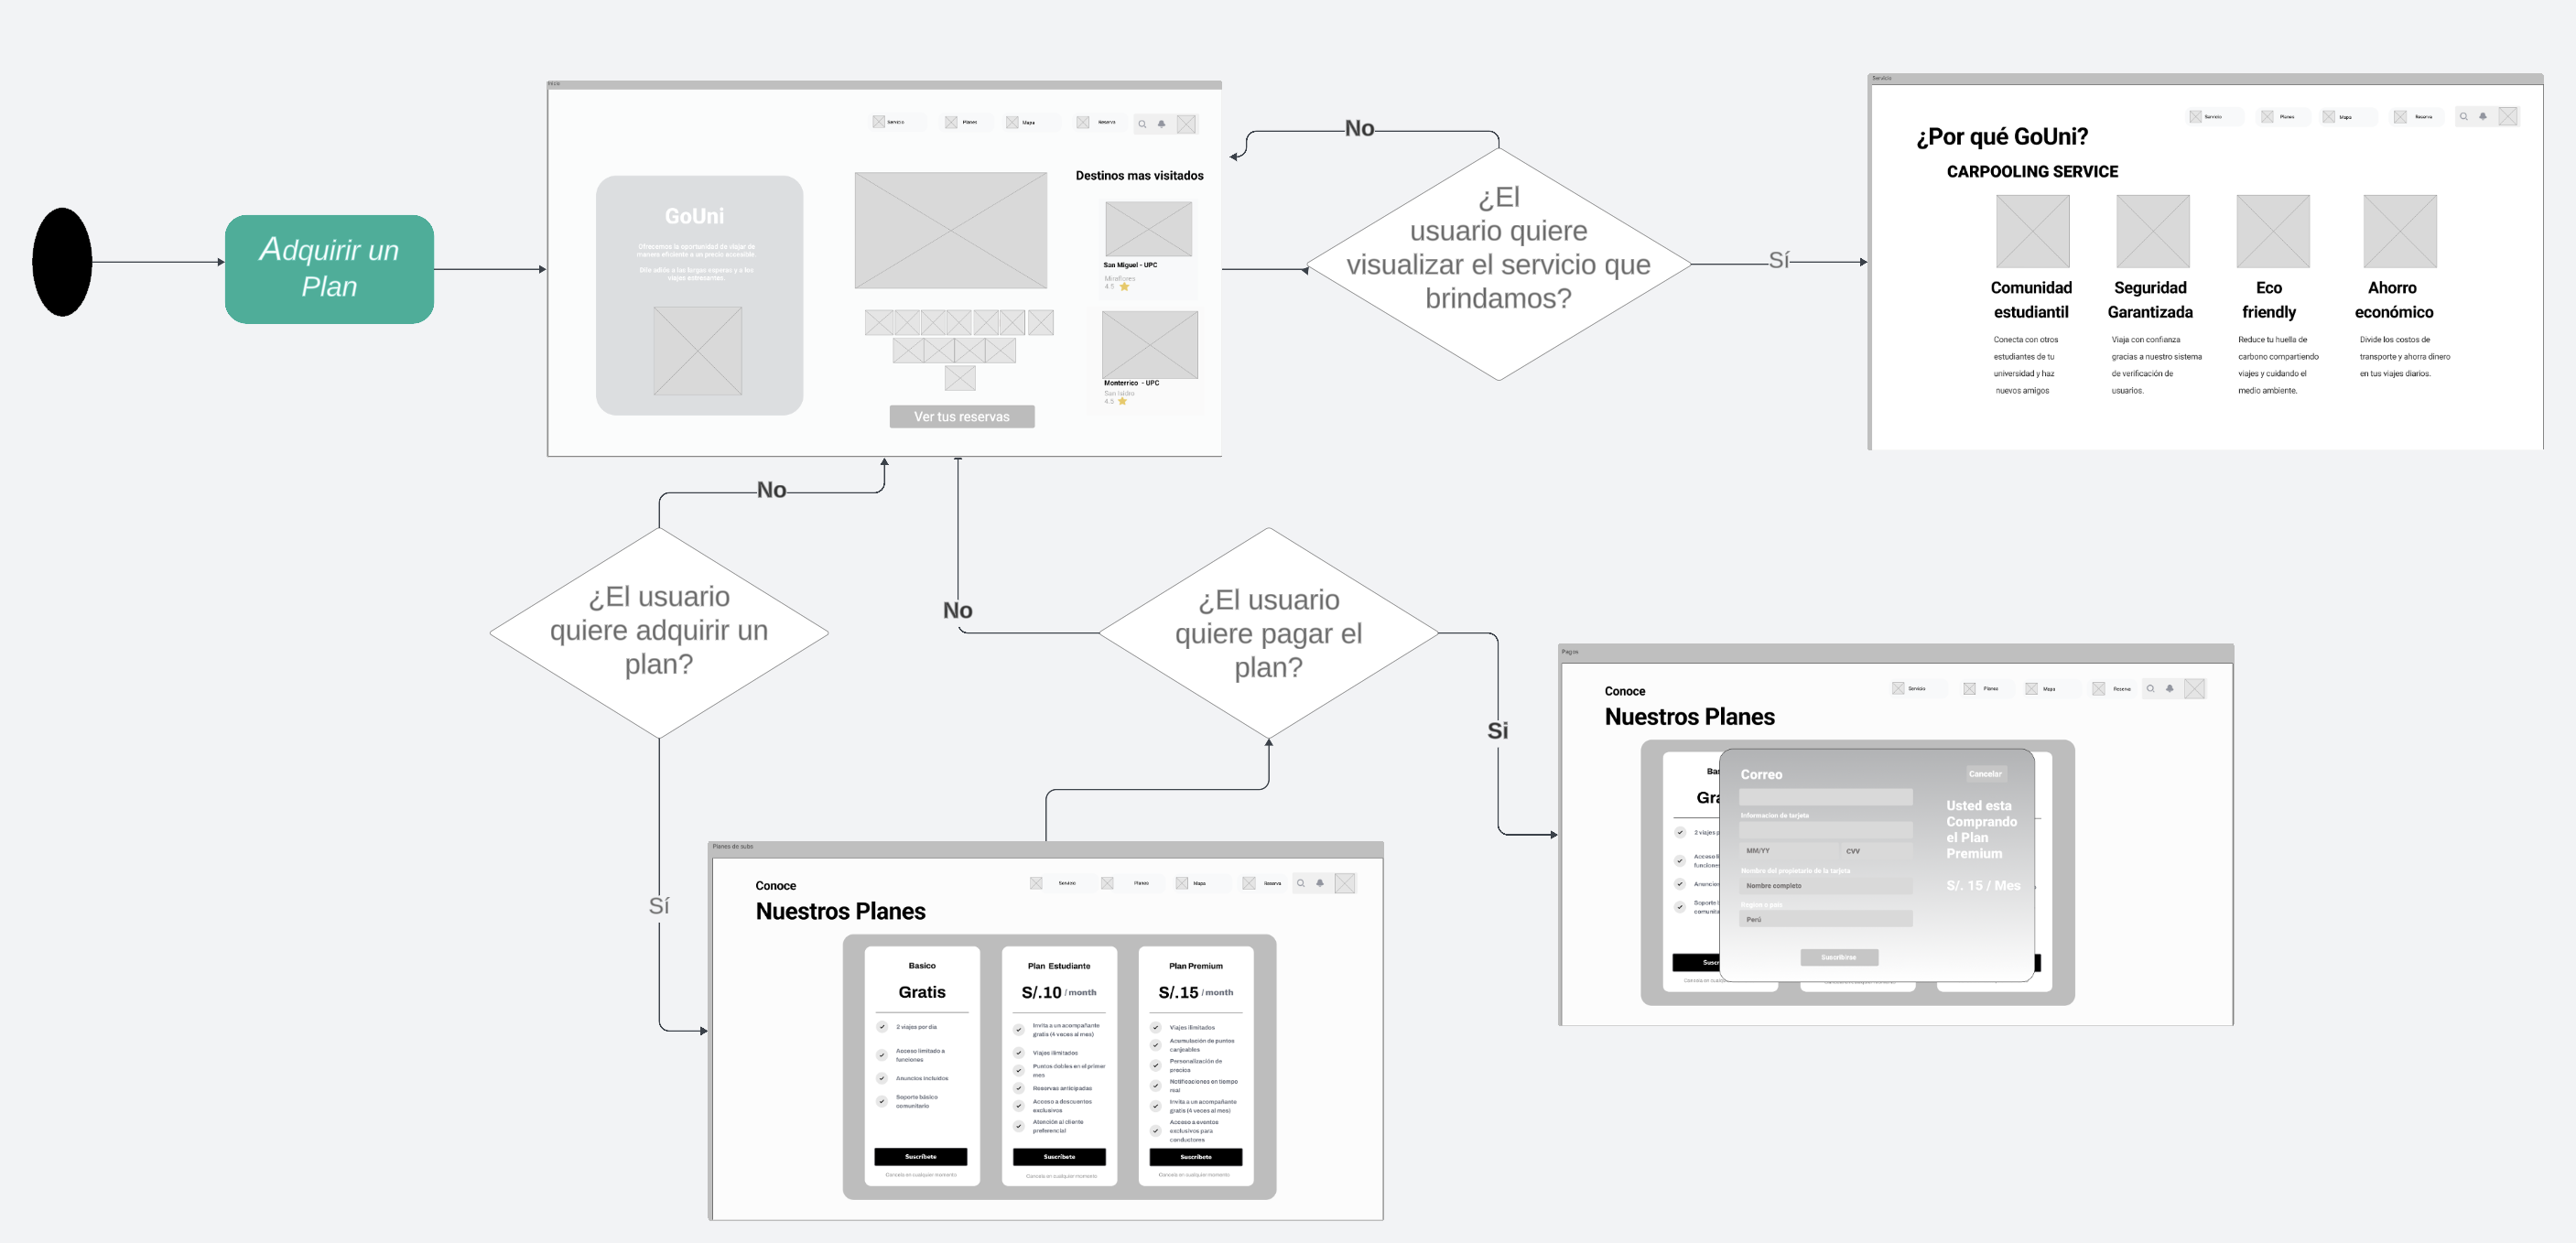 Adquirir un
Plan
Servicio
Planes
Mapa
Reserva
GoUni
Ofrecemos la oportunidad de viajar de
manera eficiente a un precio accesible.
viajes estresantes.
Ver tus reservas
Destinos mas visitados
San Miguel - UPC
Miraflores
4.5
Monterrico - UPC
San Isidro
4.5
No
¿El
usuario quiere
visualizar el servicio que
brindamos?
Sí
Servicio
Servicio
Planes
Mapa
Reserva
¿Por qué GoUni?
CARPOOLING SERVICE
Comunidad
estudiantil
Conecta con otros
estudiantes de tu
universidad y haz
nuevos amigos
Seguridad
Garantizada
Viaja con confianza
gracias a nuestro sistema
de verificación de
usuarios.
Eco
friendly
Reduce tu huella de
carbono compartiendo
viajes y cuidando el
medio ambiente.
Ahorro
económico
Divide los costos de
transporte y ahorra dinero
en tus viajes diarios.
No
¿El usuario
quiere adquirir un
plan?
Sí
No
¿El usuario
quiere pagar el
plan?
Si
Planes de subs
Conoce
Nuestros Planes
Servicio
Planes
Mapa
Reserva
Basico
Gratis
2 viajes por dia
Acceso limitado a
funciones
Anuncios incluidos
Soporte básico
comunitario
Suscríbete
Cancela en cualquier momento
Plan Estudiante
S/.10 / month
Invita a un acompañante
gratis (4 veces al mes)
Viajes ilimitados
Puntos dobles en el primer
mes
Reservas anticipadas
Acceso a descuentos
exclusivos
Atención al cliente
preferencial
Suscríbete
Cancela en cualquier momento
Plan Premium
S/.15 / month
Viajes ilimitados
Acumulación de puntos
canjeables
Personalización de
precios
Notificaciones en tiempo
real
Invita a un acompañante
gratis (4 veces al mes)
Acceso a eventos
exclusivos para
conductores
Suscríbete
Cancela en cualquier momento
Pagos
Conoce
Nuestros Planes
Servicio
Planes
Mapa
Reserva
Bas
Gra
2 viajes p
Acceso li
funciones
Anuncios
Soporte b
comunita
Suscr
Cancela en cualqu
Correo
Cancelar
Informacion de tarjeta
MM/YY
CVV
Nombre del propietario de la tarjeta
Nombre completo
Region o pais
Perú
Suscribirse
Usted esta
Comprando
el Plan
Premium
S/. 15 / Mes